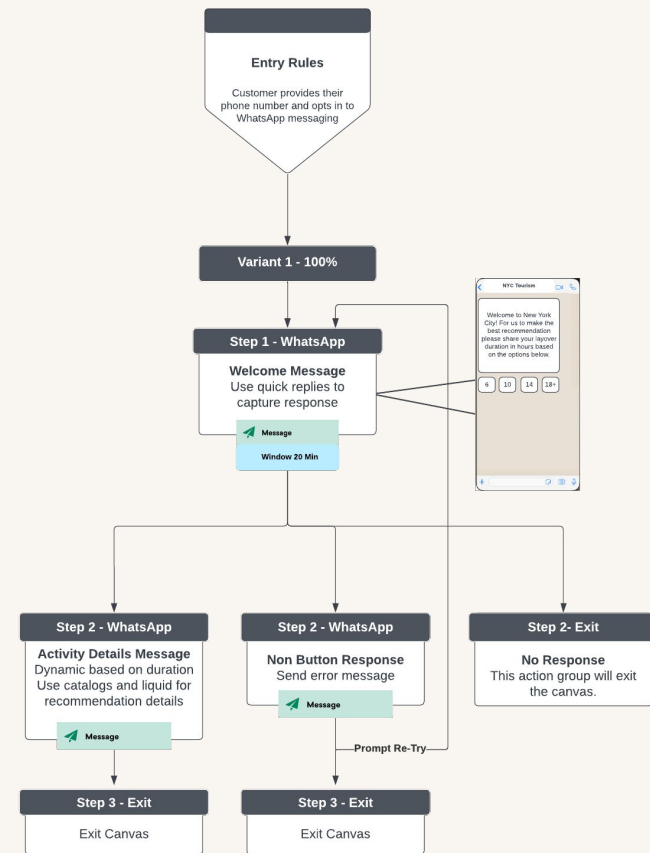 Entry Rules
Customer provides their
phone number and opts in to
WhatsApp messaging
Variant 1 - 100%
Step 1 - WhatsApp
Welcome Message
Use quick replies to
capture response
Message
Window 20 Min
NYC Tourism
Welcome to New York
City! For us to make the
best recommendation
please share your layover
duration in hours based
on the options below.
6 10 14 18+
Step 2 - WhatsApp
Activity Details Message
Dynamic based on duration
Use catalogs and liquid for
recommendation details
Message
Step 2 - WhatsApp
Non Button Response
Send error message
Message
Step 2- Exit
No Response
This action group will exit
the canvas.
Prompt Re-Try
Step 3 - Exit
Exit Canvas
Step 3 - Exit
Exit Canvas